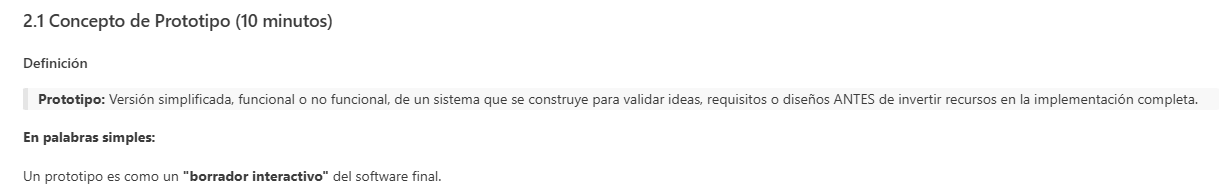 2.1 Concepto de Prototipo (10 minutos)
Definición
Prototipo: Versión simplificada, funcional o no funcional, de un sistema que se construye para validar ideas, requisitos o diseños ANTES de invertir recursos en la implementación completa.
En palabras simples:
Un prototipo es como un "borrador interactivo" del software final.